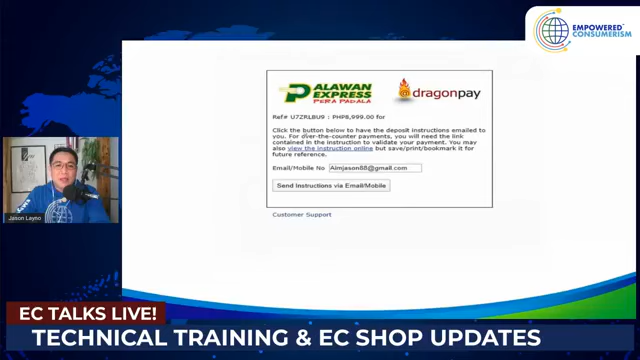 EMPOWERED
CONSUMERISM
PALAWAN
EXPRESS
PERA PADALA
dragonpay
Ref# U7ZRLBU9 : PHP8,999.00 for
Click the button below to have the deposit instructions emailed to
you. For over-the-counter payments, you will need the link
contained in the instruction to validate your payment. You may
also view the instruction online but save/print/bookmark it for
future reference.
Email/Mobile No Aimjason88@gmail.com
Send Instructions via Email/Mobile
Customer Support
Jason Layno
EC TALKS LIVE!
TECHNICAL TRAINING & EC SHOP UPDATES